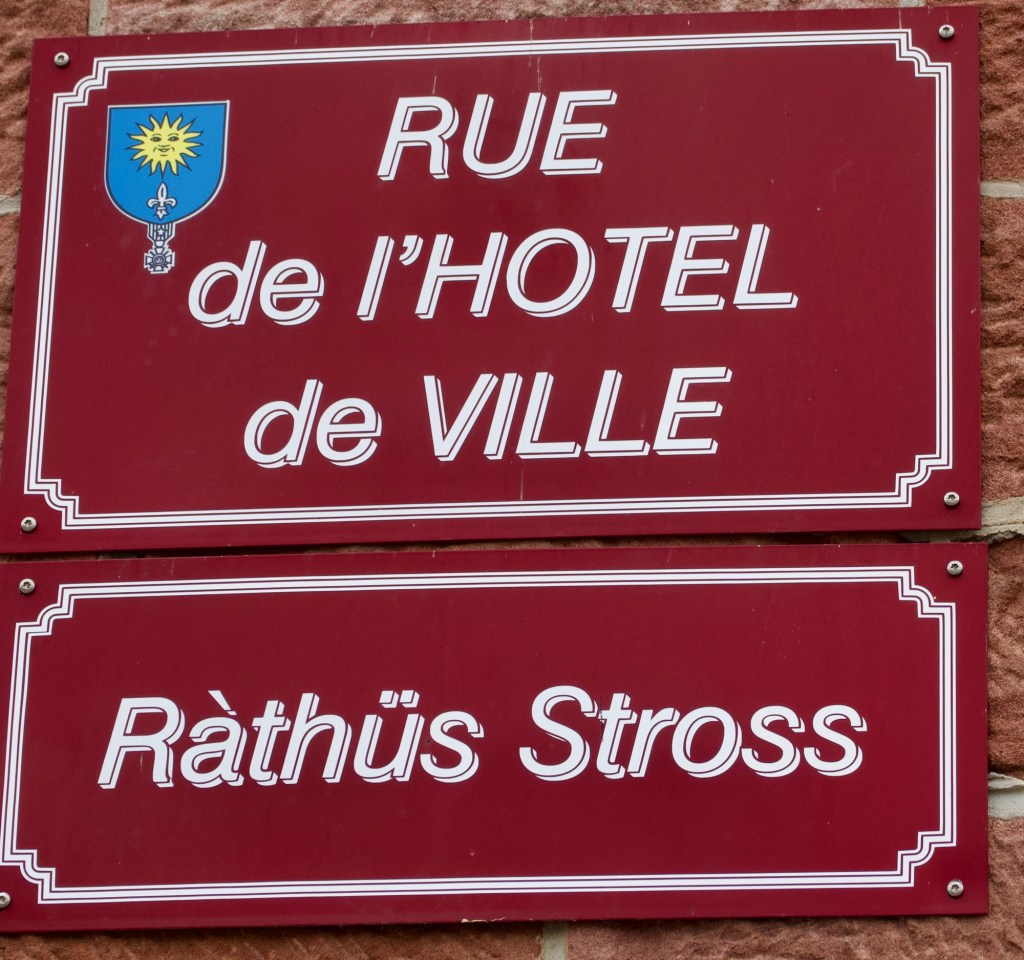 RUE
de l'HOTEL
de VILLE
Ràthüs Stross